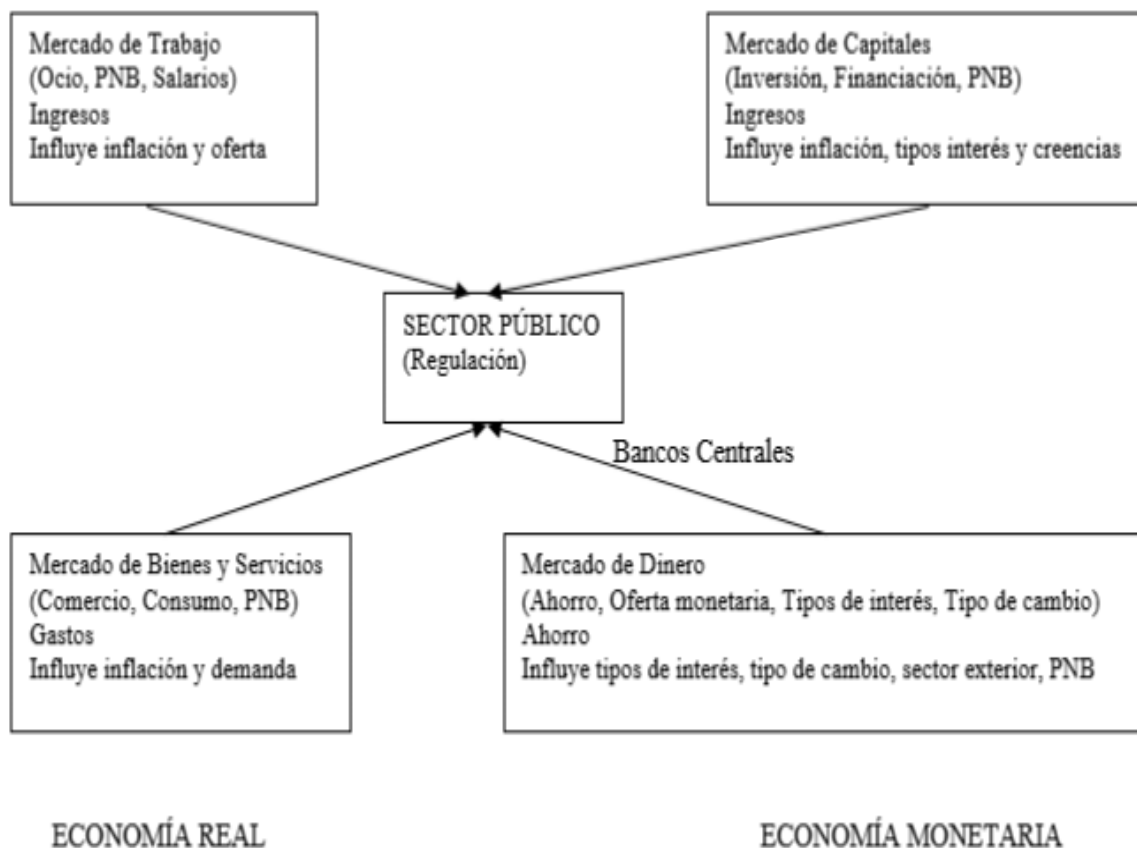 Mercado de Trabajo
(Ocio, PNB, Salarios)
Ingresos
Influye inflación y oferta
Mercado de Capitales
(Inversión, Financiación, PNB)
Ingresos
Influye inflación, tipos interés y creencias
SECTOR PÚBLICO
(Regulación)
Bancos Centrales
Mercado de Bienes y Servicios
(Comercio, Consumo, PNB)
Gastos
Influye inflación y demanda
Mercado de Dinero
(Ahorro, Oferta monetaria, Tipos de interés, Tipo de cambio)
Ahorro
Influye tipos de interés, tipo de cambio, sector exterior, PNB
ECONOMÍA REAL
ECONOMÍA MONETARIA